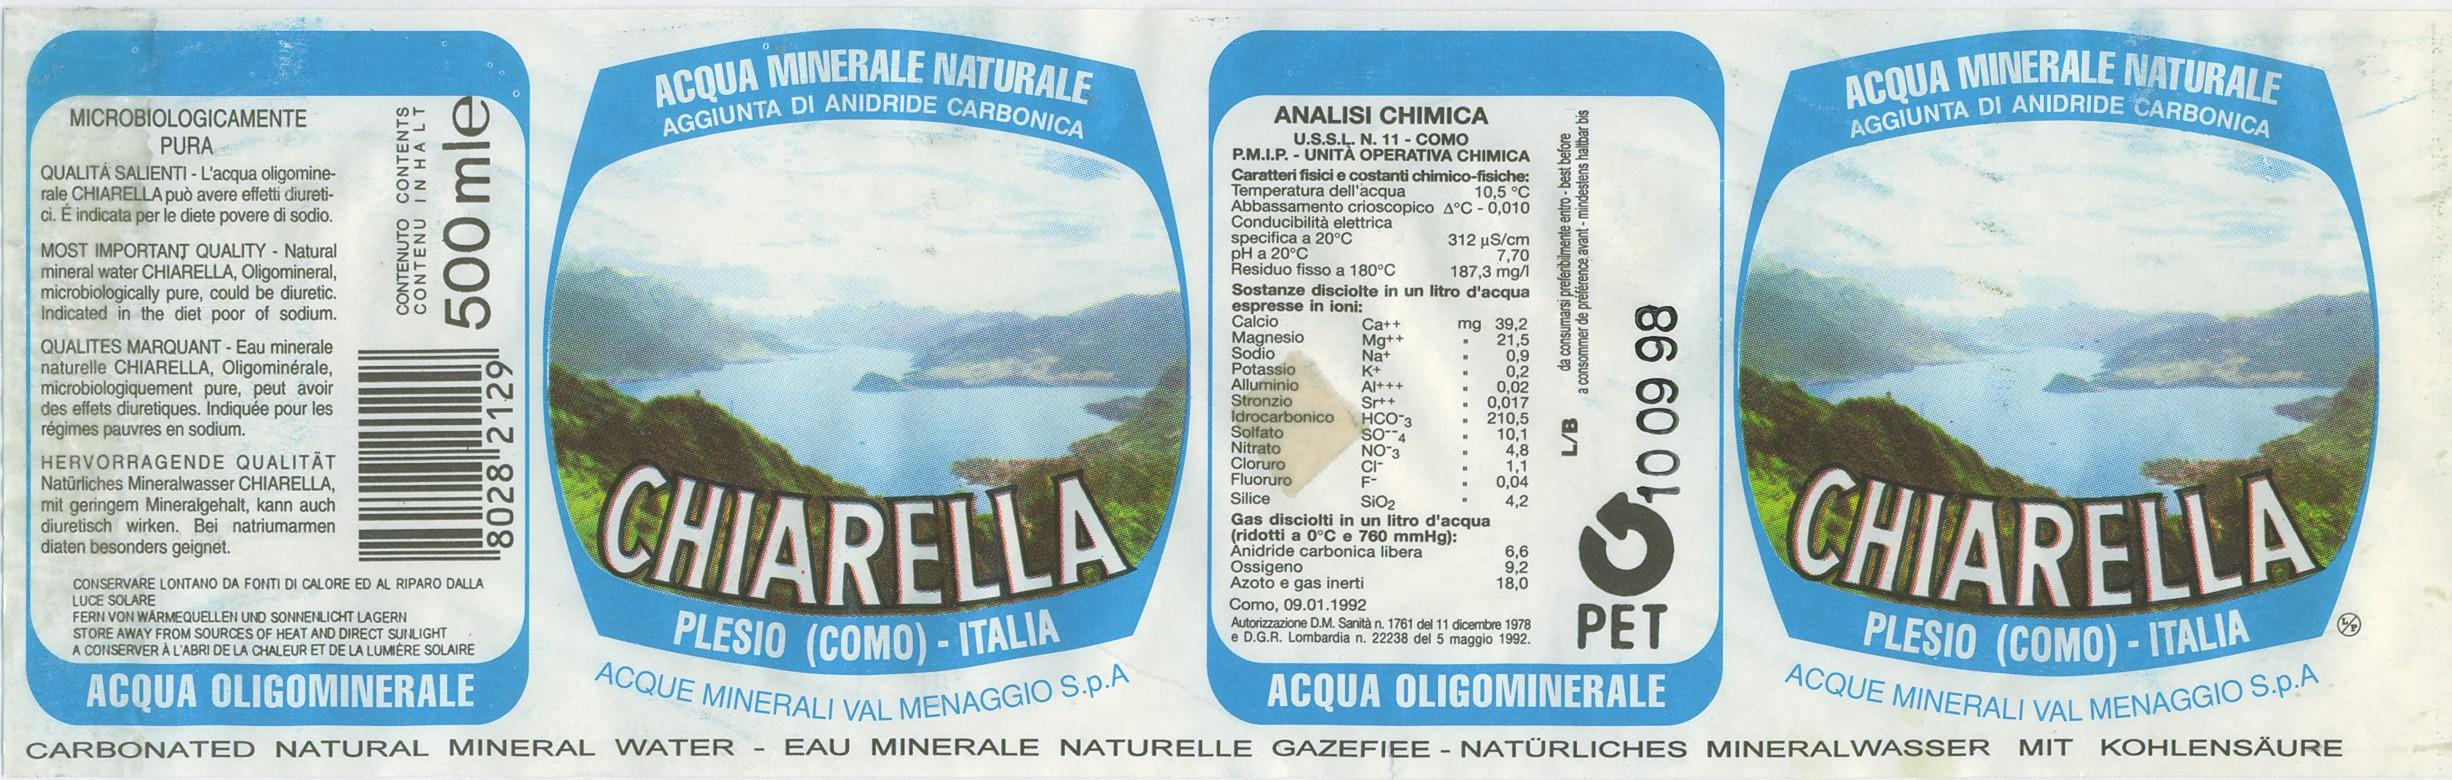 MICROBIOLOGICAMENTE
PURA
QUALITÁ SALIENTI - L'acqua oligomine-
rale CHIARELLA può avere effetti diureti-
ci. É indicata per le diete povere di sodio.
MOST IMPORTANT QUALITY - Natural
mineral water CHIARELLA, Oligomineral,
microbiologically pure, could be diuretic.
Indicated in the diet poor of sodium.
QUALITES MARQUANT - Eau minerale
naturelle CHIARELLA, Oligominérale,
microbiologiquement pure, peut avoir
des effets diuretiques. Indiquée pour les
régimes pauvres en sodium.
HERVORRAGENDE QUALITÄT
Natürliches Mineralwasser CHIARELLA,
mit geringem Mineralgehalt, kann auch
diuretisch wirken. Bei natriumarmen
diaten besonders geignet.
CONTENUTO CONTENTS
CONTENU INHALT
500 mle
8028 2129
CONSERVARE LONTANO DA FONTI DI CALORE ED AL RIPARO DALLA
LUCE SOLARE
FERN VON WÄRMEQUELLEN UND SONNENLICHT LAGERN
STORE AWAY FROM SOURCES OF HEAT AND DIRECT SUNLIGHT
A CONSERVER À L'ABRI DE LA CHALEUR ET DE LA LUMIÈRE SOLAIRE
ACQUA OLIGOMINERALE
ACQUA MINERALE NATURALE
AGGIUNTA DI ANIDRIDE CARBONICA
CHIARELLA
PLESIO (COMO) - ITALIA
ACQUE MINERALI VAL MENAGGIO S.p.A
ANALISI CHIMICA
U.S.S.L. N. 11 - COMO
P.M.I.P. - UNITÀ OPERATIVA CHIMICA
Caratteri fisici e costanti chimico-fisiche:
Temperatura dell'acqua 10,5 °C
Abbassamento crioscopico Δ°C - 0,010
Conducibilità elettrica
specifica a 20°C 312 µS/cm
pH a 20°C 7,70
Residuo fisso a 180°C 187,3 mg/l
Sostanze disciolte in un litro d'acqua
espresse in ioni:
Calcio Ca++ mg 39,2
Magnesio Mg++ " 21,5
Sodio Na+ " 0,9
Potassio K+ " 0,2
Alluminio Al+++ " 0,02
Stronzio Sr++ " 0,017
Idrocarbonico HCO-3 " 210,5
Solfato SO--4 " 10,1
Nitrato NO-3 " 4,8
Cloruro Cl- " 1,1
Fluoruro F- " 0,04
Silice SiO2 " 4,2
Gas disciolti in un litro d'acqua
(ridotti a 0°C e 760 mmHg):
Anidride carbonica libera 6,6
Ossigeno 9,2
Azoto e gas inerti 18,0
Como, 09.01.1992
Autorizzazione D.M. Sanità n. 1761 del 11 dicembre 1978
e D.G.R. Lombardia n. 22238 del 5 maggio 1992.
da consumarsi preferibilmente entro - best before
a consommer de préférence avant - mindestens haltbar bis
L/B
10 09 98
PET
ACQUA OLIGOMINERALE
ACQUA MINERALE NATURALE
AGGIUNTA DI ANIDRIDE CARBONICA
CHIARELLA
PLESIO (COMO) - ITALIA
ACQUE MINERALI VAL MENAGGIO S.p.A
CARBONATED NATURAL MINERAL WATER - EAU MINERALE NATURELLE GAZEFIEE - NATÜRLICHES MINERALWASSER MIT KOHLENSÄURE